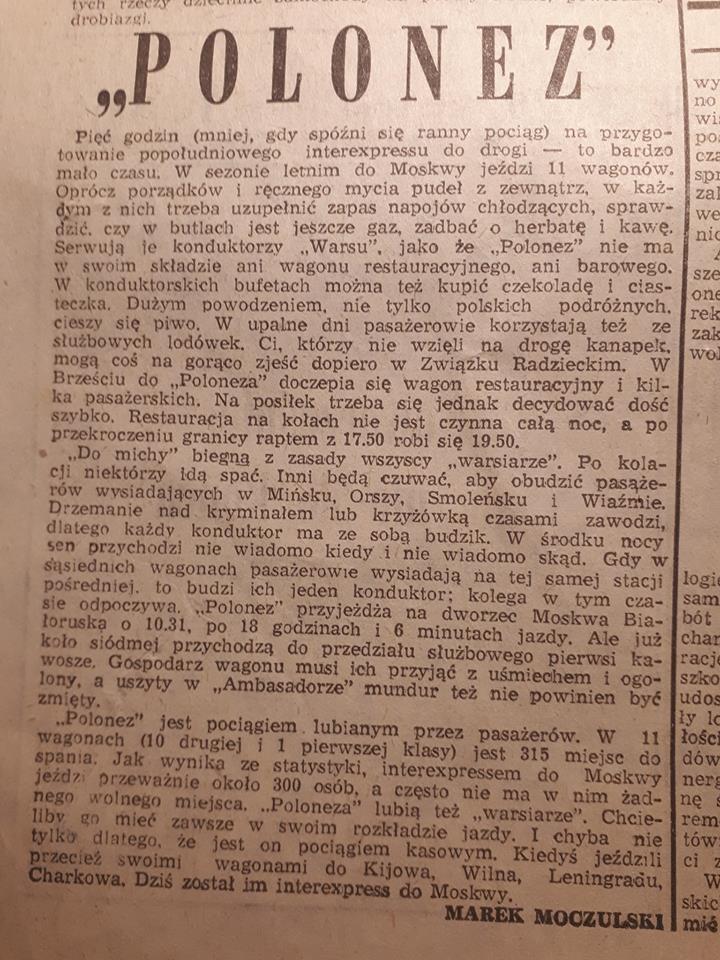 tych rzeczy dziecinne samochody
drobiazgi.
„POLONEZ”
Pięć godzin (mniej, gdy spóźni się ranny pociąg) na przygo-
towanie popołudniowego interexpressu do drogi — to bardzo
mało czasu. W sezonie letnim do Moskwy jeździ 11 wagonów.
Oprócz porządków i ręcznego mycia pudeł z zewnątrz, w każ-
dym z nich trzeba uzupełnić zapas napojów chłodzących, spraw-
dzić, czy w butlach jest jeszcze gaz, zadbać o herbatę i kawę.
Serwują je konduktorzy „Warsu”, jako że „Polonez” nie ma
w swoim składzie ani wagonu restauracyjnego, ani barowego.
W konduktorskich bufetach można też kupić czekoladę i cias-
teczka. Dużym powodzeniem, nie tylko polskich podróżnych,
cieszy się piwo. W upalne dni pasażerowie korzystają też ze
służbowych lodówek. Ci, którzy nie wzięli na drogę kanapek,
mogą coś na gorąco zjeść dopiero w Związku Radzieckim. W
Brześciu do „Poloneza” doczepia się wagon restauracyjny i kil-
ka pasażerskich. Na posiłek trzeba się jednak decydować dość
szybko. Restauracja na kołach nie jest czynna całą noc, a po
przekroczeniu granicy raptem z 17.50 robi się 19.50.
„Do michy” biegną z zasady wszyscy „warsiarze”. Po kola-
cji niektórzy idą spać. Inni będą czuwać, aby obudzić pasaże-
rów wysiadających w Mińsku, Orszy, Smoleńsku i Wiaźmie.
Drzemanie nad kryminałem lub krzyżówką czasami zawodzi,
dlatego każdy konduktor ma ze sobą budzik. W środku nocy
sen przychodzi nie wiadomo kiedy i nie wiadomo skąd. Gdy w
sąsiednich wagonach pasażerowie wysiadają na tej samej stacji
pośredniej, to budzi ich jeden konduktor; kolega w tym cza-
sie odpoczywa. „Polonez” przyjeżdża na dworzec Moskwa Bia-
łoruska o 10.31, po 18 godzinach i 6 minutach jazdy. Ale już
koło siódmej przychodzą do przedziału służbowego pierwsi ka-
wosze. Gospodarz wagonu musi ich przyjąć z uśmiechem i ogo-
lony, a uszyty w „Ambasadorze” mundur też nie powinien być
zmięty.
„Polonez” jest pociągiem lubianym przez pasażerów. W 11
wagonach (10 drugiej i 1 pierwszej klasy) jest 315 miejsc do
spania. Jak wynika ze statystyki, interexpressem do Moskwy
jeździ przeważnie około 300 osób, a często nie ma w nim żad-
nego wolnego miejsca. „Poloneza” lubią też „warsiarze”. Chcie-
liby go mieć zawsze w swoim rozkładzie jazdy. I chyba nie
tylko dlatego, że jest on pociągiem kasowym. Kiedyś jeździli
przecież swoimi wagonami do Kijowa, Wilna, Leningradu,
Charkowa. Dziś został im interexpress do Moskwy.
MAREK MOCZULSKI